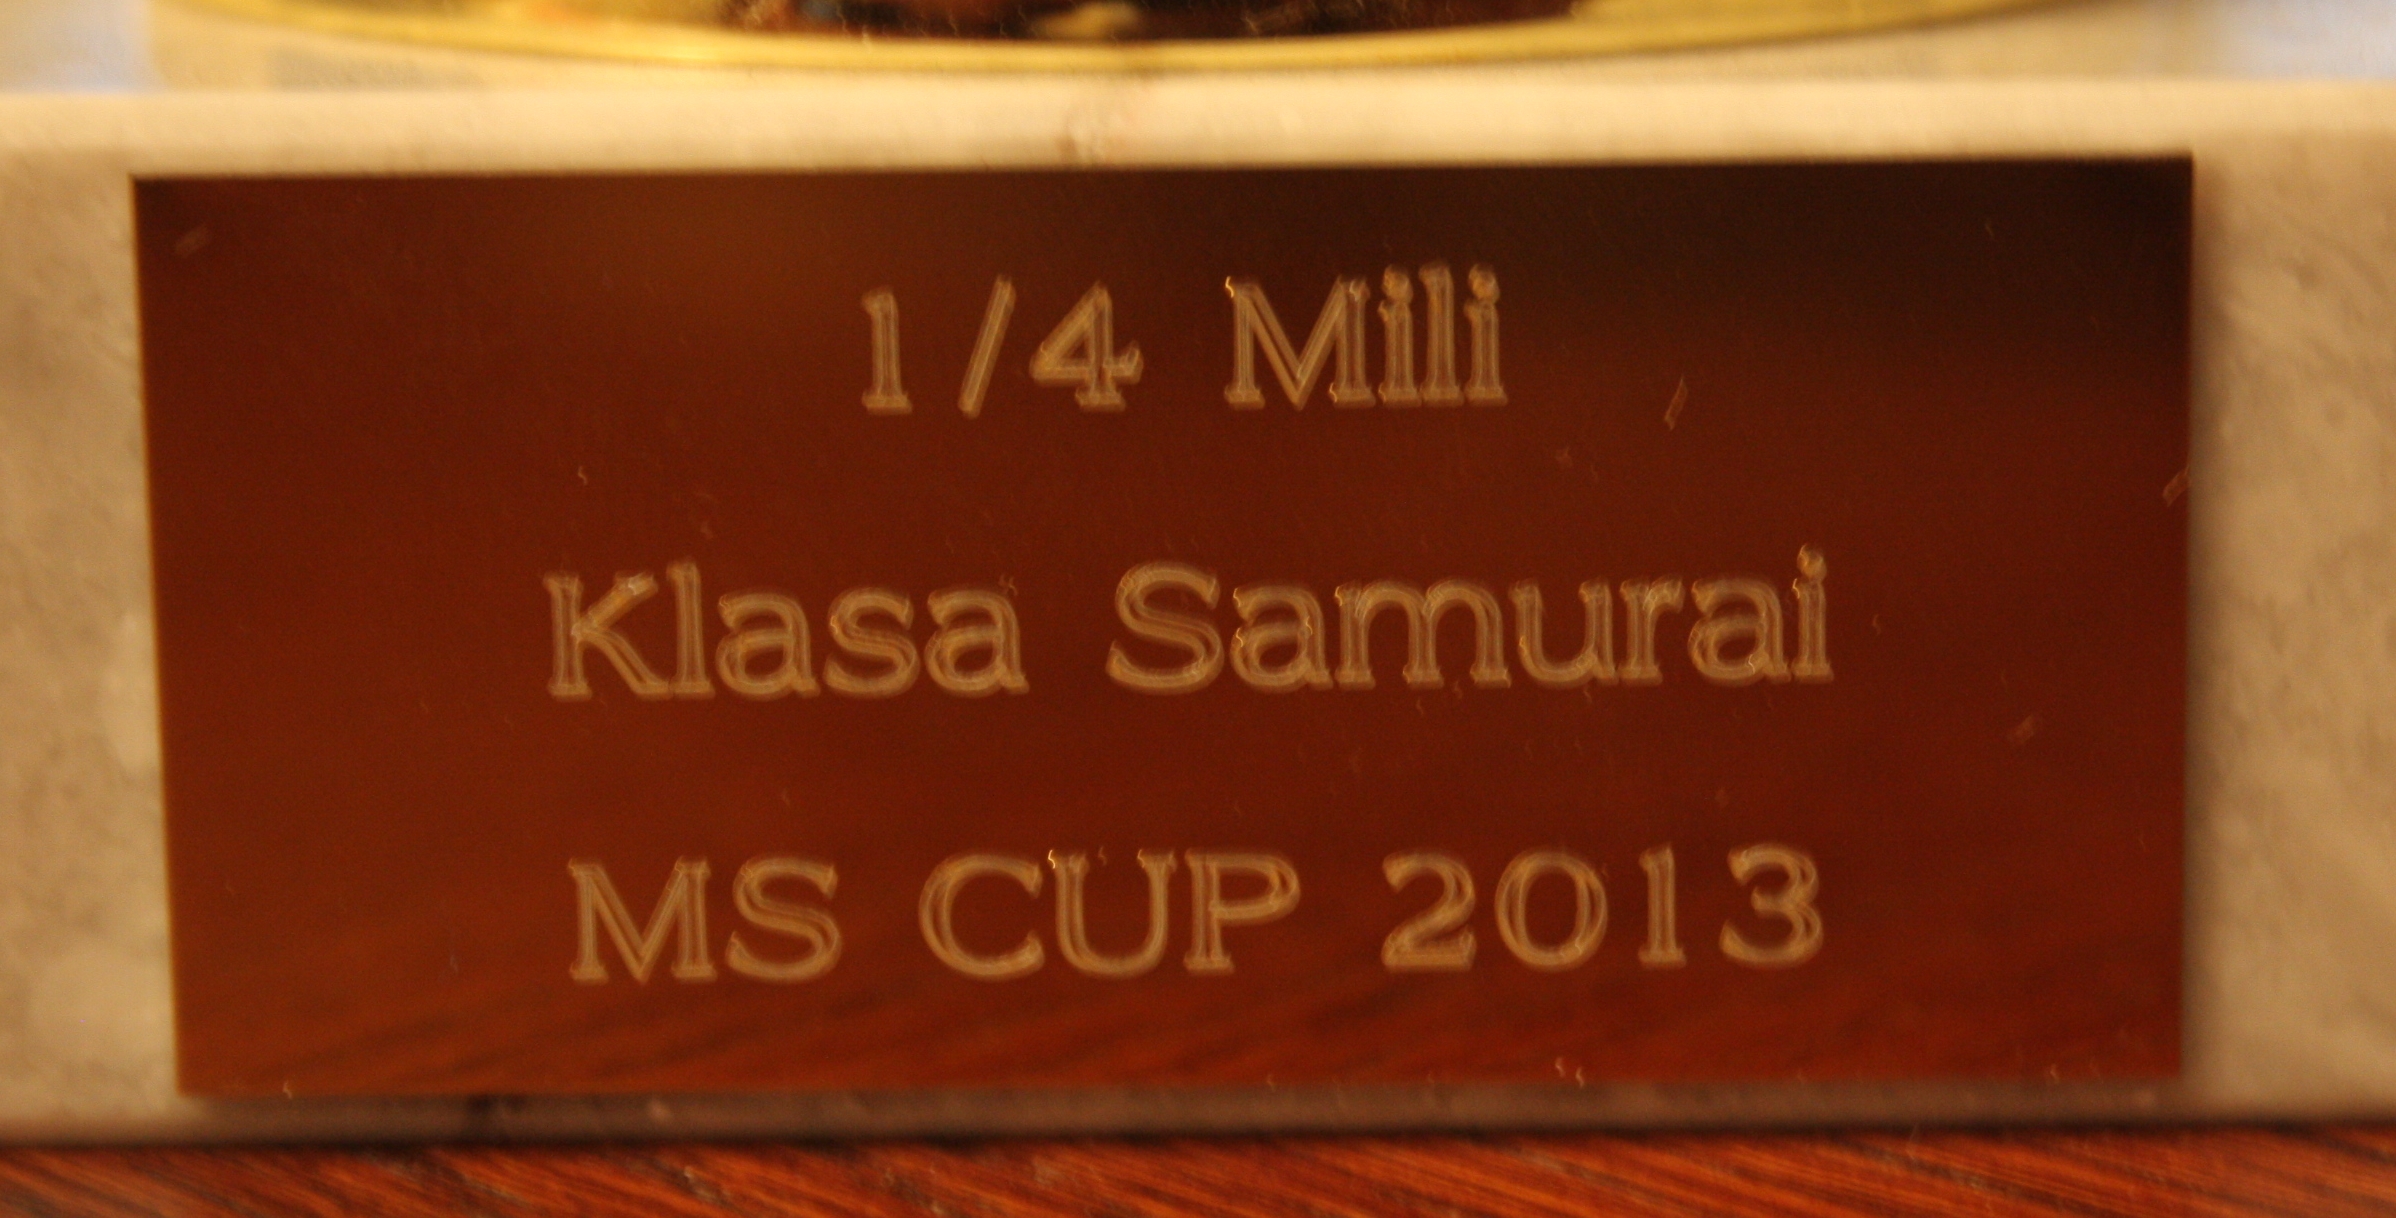 1/4 Mili
Klasa Samurai
MS CUP 2013